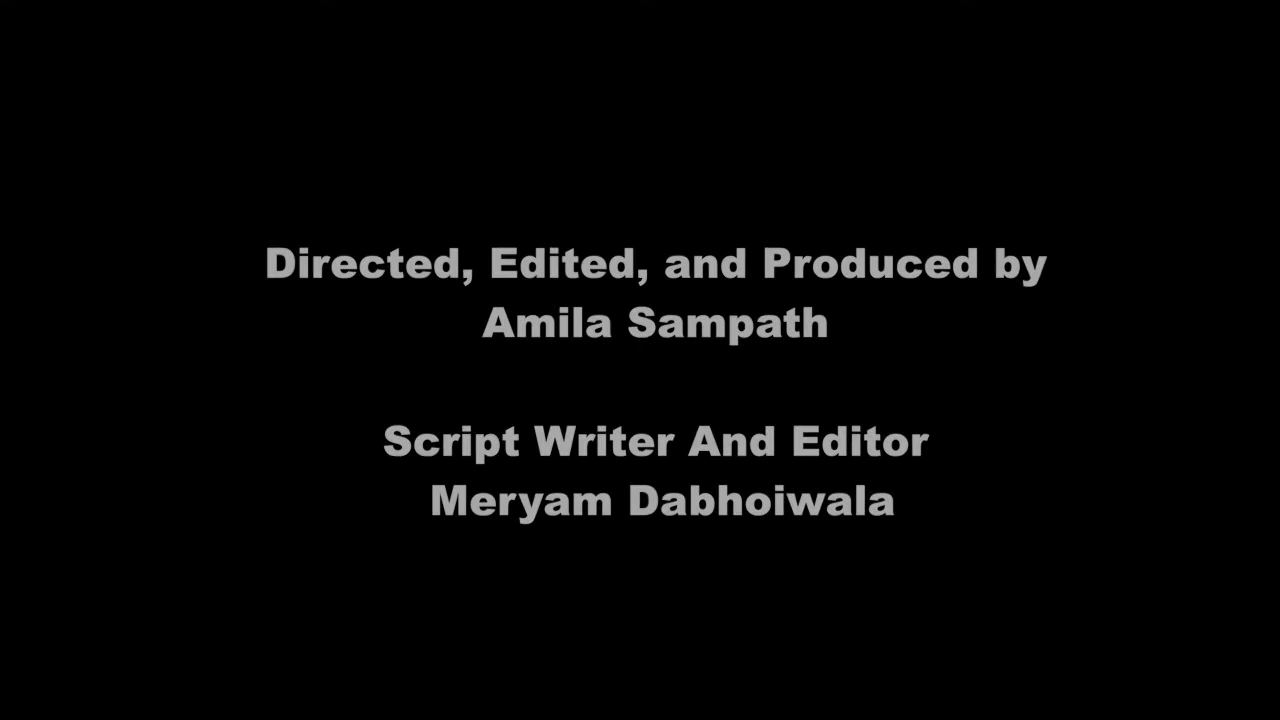 Directed, Edited, and Produced by
Amila Sampath
Script Writer And Editor
Meryam Dabhoiwala